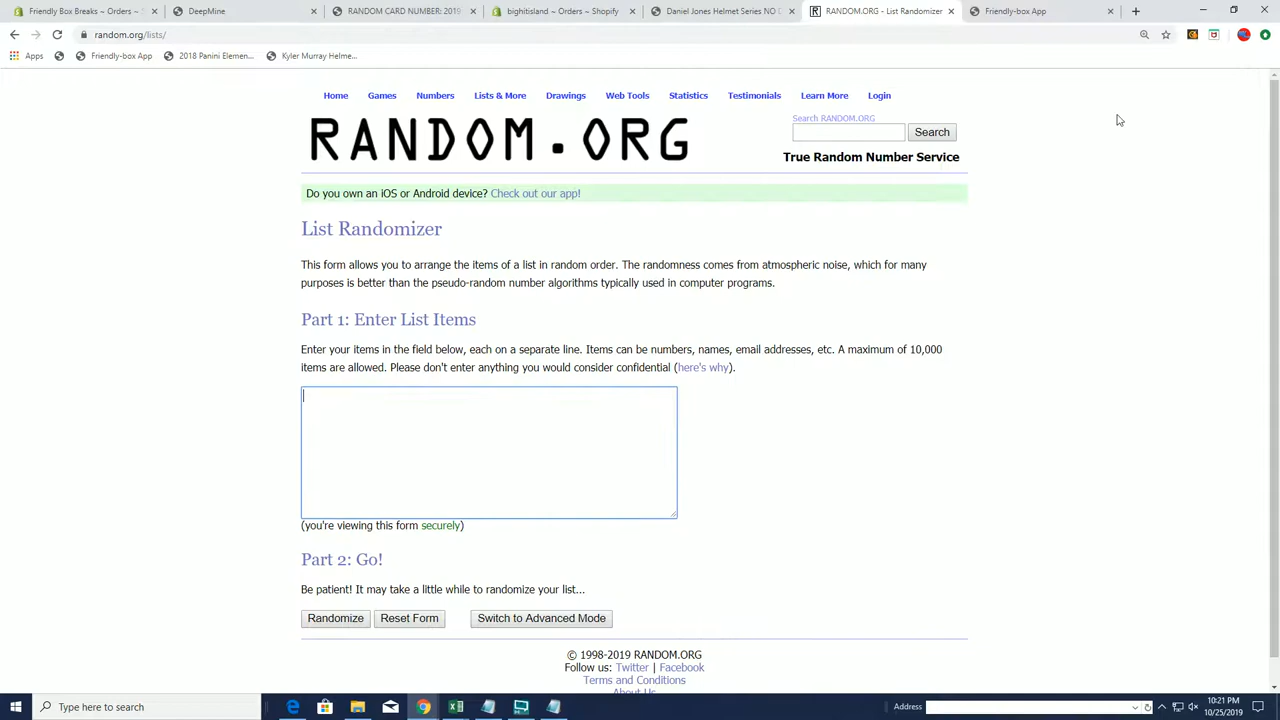 Friendly Box Breaks ~ Orders ~ S
DeepMine
RANDOM CARD NUMBER: 2019
bighitisland ~ Orders ~ Shopify
Daniel Jones Helmet Series NO D
RANDOM.ORG - List Randomizer
Friendly-box App
random.org/lists/
Apps
Friendly-box App
2018 Panini Elemen...
Kyler Murray Helme...
Home Games Numbers Lists & More Drawings Web Tools Statistics Testimonials Learn More Login
RANDOM.ORG
Search RANDOM.ORG
Search
True Random Number Service
Do you own an iOS or Android device? Check out our app!
List Randomizer
This form allows you to arrange the items of a list in random order. The randomness comes from atmospheric noise, which for many
purposes is better than the pseudo-random number algorithms typically used in computer programs.
Part 1: Enter List Items
Enter your items in the field below, each on a separate line. Items can be numbers, names, email addresses, etc. A maximum of 10,000
items are allowed. Please don't enter anything you would consider confidential (here's why).
(you're viewing this form securely)
Part 2: Go!
Be patient! It may take a little while to randomize your list...
Randomize Reset Form Switch to Advanced Mode
© 1998-2019 RANDOM.ORG
Follow us: Twitter | Facebook
Terms and Conditions
About Us
Type here to search
Address
10:21 PM
10/25/2019